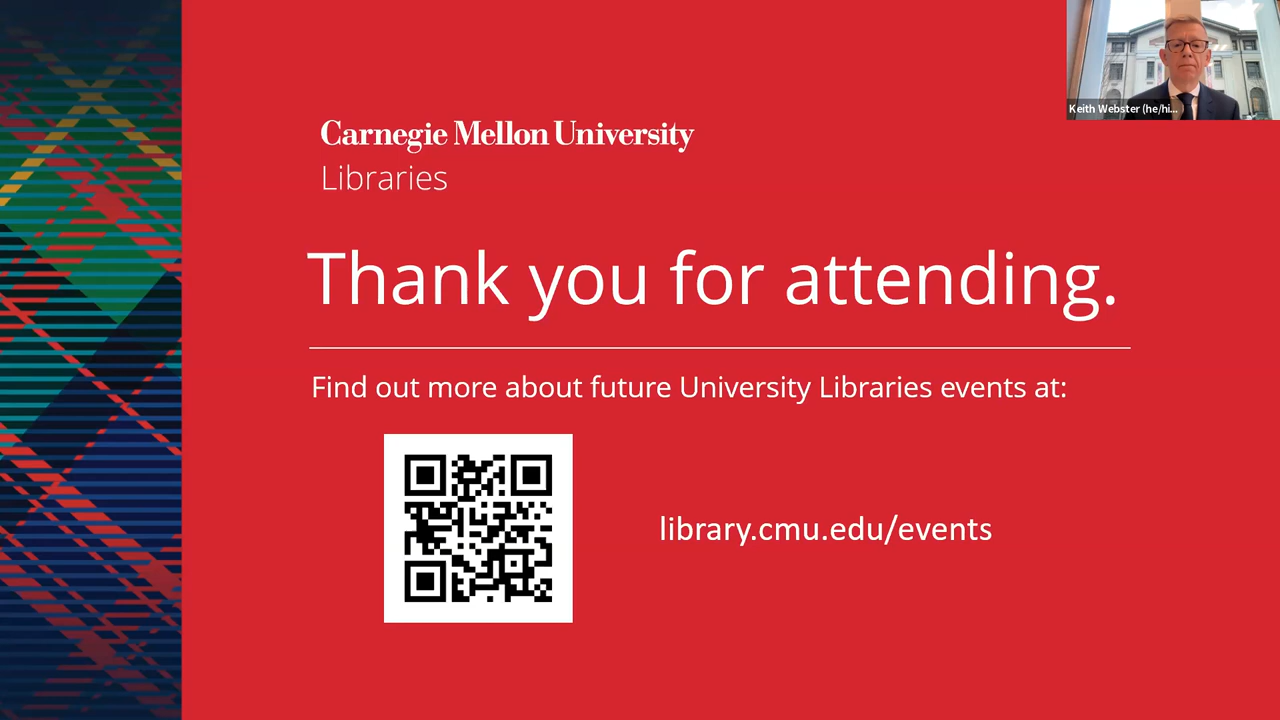 Keith Webster (he/hi...
Carnegie Mellon University
Libraries
Thank you for attending.
Find out more about future University Libraries events at:
library.cmu.edu/events